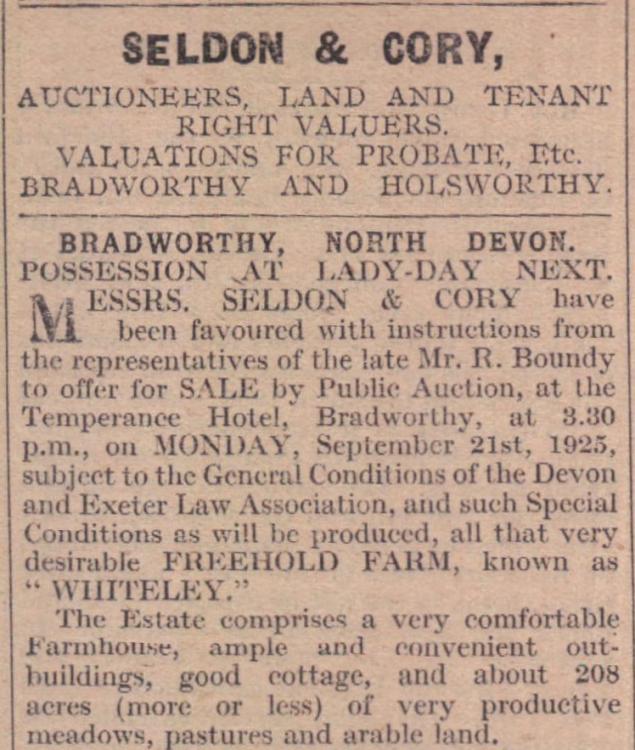 SELDON & CORY,
AUCTIONEERS, LAND AND TENANT
RIGHT VALUERS.
VALUATIONS FOR PROBATE, Etc.
BRADWORTHY AND HOLSWORTHY.
BRADWORTHY, NORTH DEVON.
POSSESSION AT LADY-DAY NEXT.
MESSRS. SELDON & CORY have
been favoured with instructions from
the representatives of the late Mr. R. Boundy
to offer for SALE by Public Auction, at the
Temperance Hotel, Bradworthy, at 3.30
p.m., on MONDAY, September 21st, 1925,
subject to the General Conditions of the Devon
and Exeter Law Association, and such Special
Conditions as will be produced, all that very
desirable FREEHOLD FARM, known as
“ WHITELEY.”
The Estate comprises a very comfortable
Farmhouse, ample and convenient out-
buildings, good cottage, and about 208
acres (more or less) of very productive
meadows, pastures and arable land.